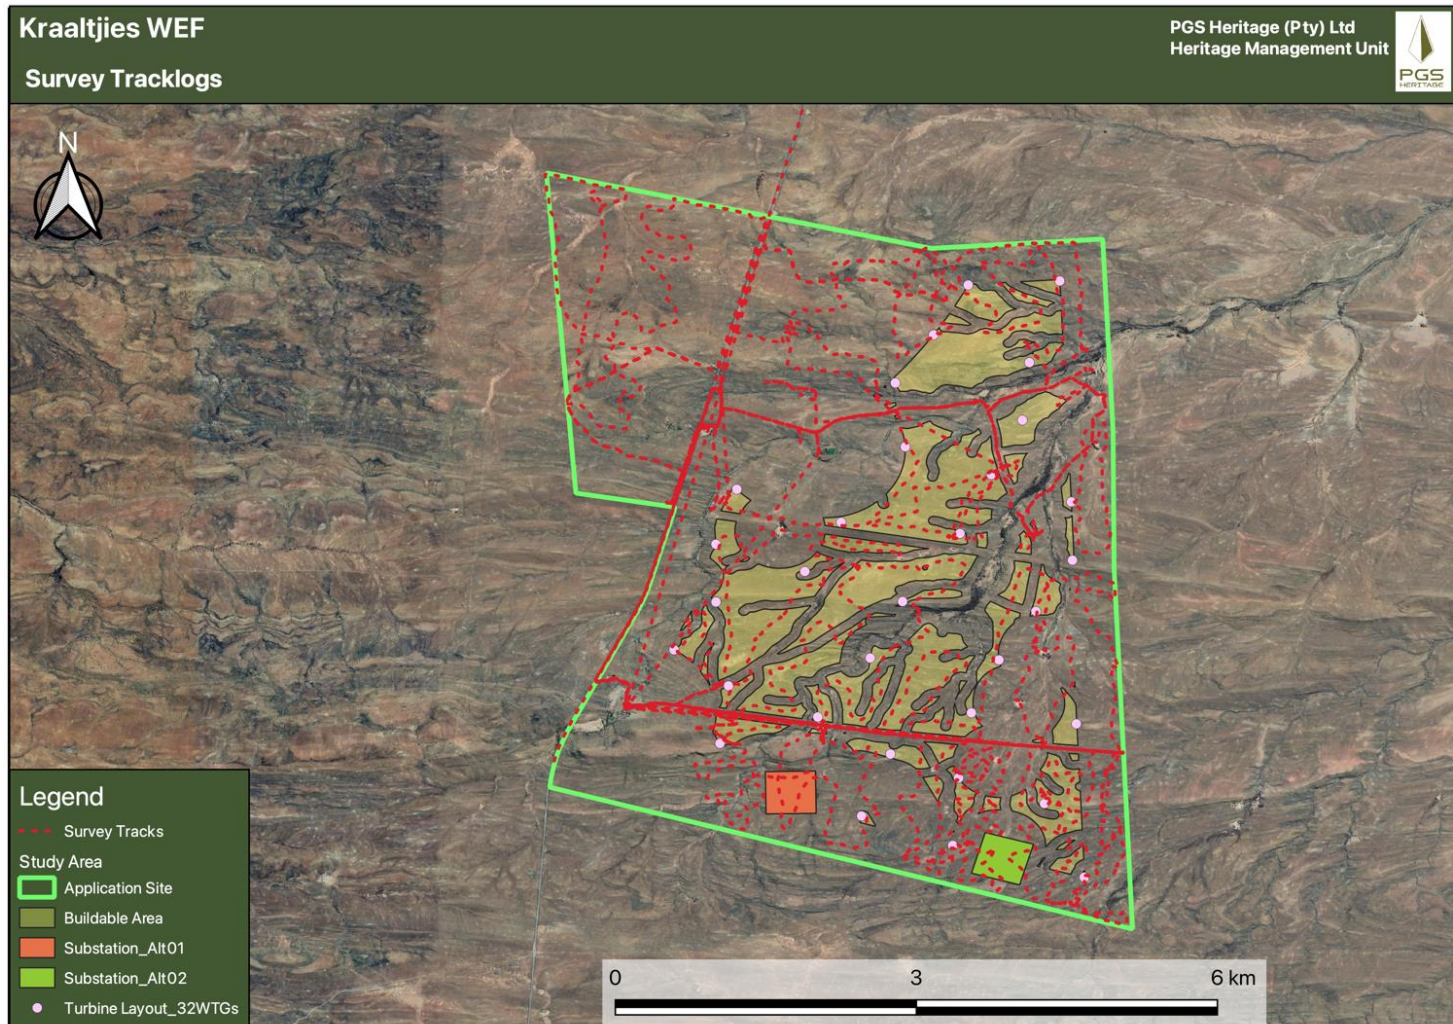 Kraaltjies WEF
Survey Tracklogs
PGS Heritage (Pty) Ltd
Heritage Management Unit
PGS
HERITAGE
N
Legend
Survey Tracks
Study Area
Application Site
Buildable Area
Substation_Alt01
Substation_Alt02
Turbine Layout_32WTGs
0 3 6 km